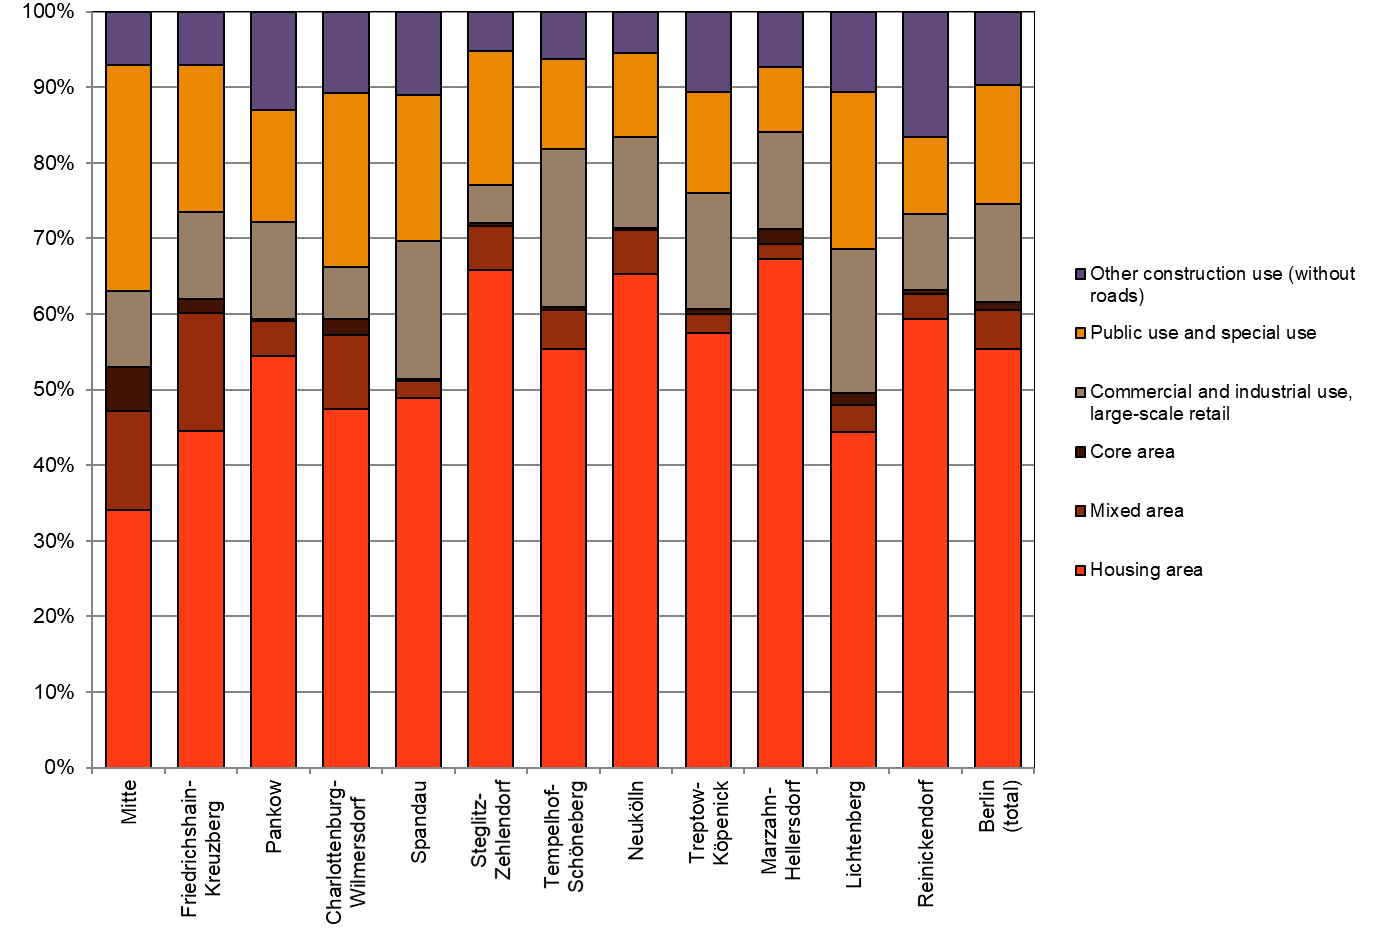 100%
90%
80%
70%
60%
50%
40%
30%
20%
10%
0%
Mitte
Friedrichshain-
Kreuzberg
Pankow
Charlottenburg-
Wilmersdorf
Spandau
Steglitz-
Zehlendorf
Tempelhof-
Schöneberg
Neukölln
Treptow-
Köpenick
Marzahn-
Hellersdorf
Lichtenberg
Reinickendorf
Berlin
(total)
Other construction use (without
roads)
Public use and special use
Commercial and industrial use,
large-scale retail
Core area
Mixed area
Housing area